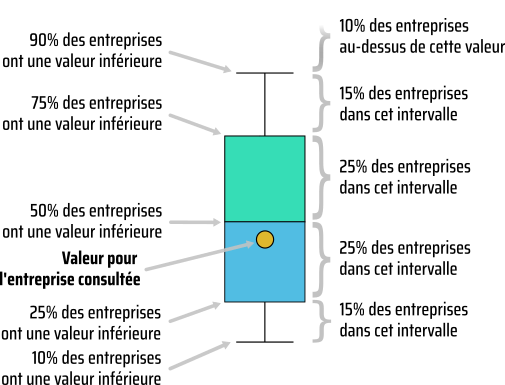 90% des entreprises
ont une valeur inférieure
75% des entreprises
ont une valeur inférieure
50% des entreprises
ont une valeur inférieure
Valeur pour
l'entreprise consultée
25% des entreprises
ont une valeur inférieure
10% des entreprises
ont une valeur inférieure
10% des entreprises
au-dessus de cette valeur
15% des entreprises
dans cet intervalle
25% des entreprises
dans cet intervalle
25% des entreprises
dans cet intervalle
15% des entreprises
dans cet intervalle